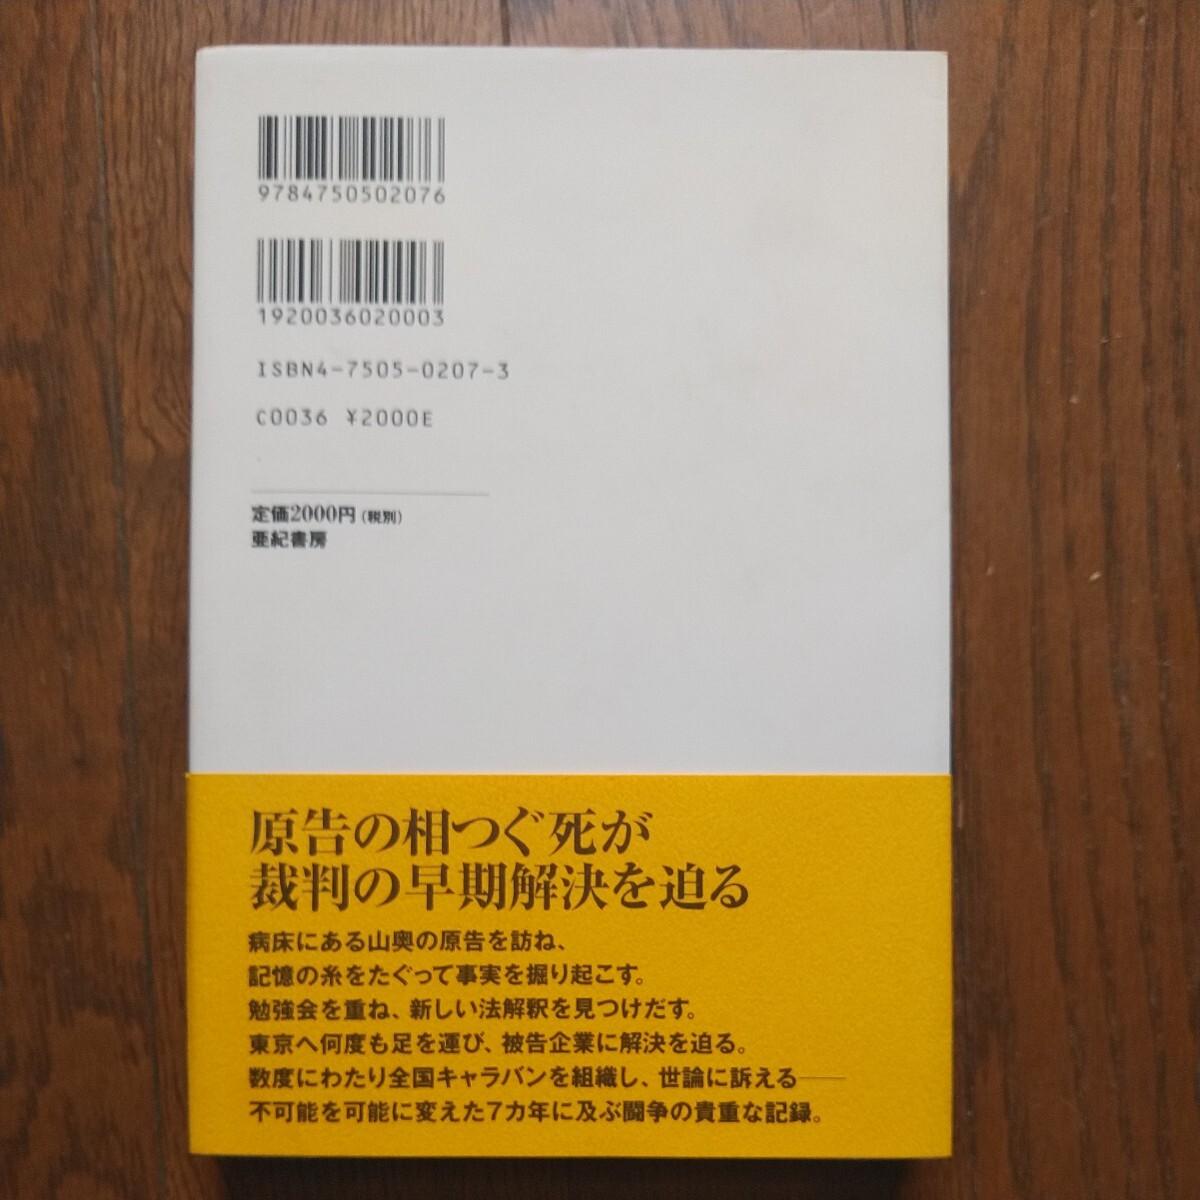 9784750502076
1920036020003
ISBN4-7505-0207-3
C0036 ¥2000E
定価2000円(税別)
亜紀書房
原告の相つぐ死が
裁判の早期解決を迫る
病床にある山奥の原告を訪ね、
記憶の糸をたぐって事実を掘り起こす。
勉強会を重ね、新しい法解釈を見つけだす。
東京へ何度も足を運び、被告企業に解決を迫る。
数度にわたり全国キャラバンを組織し、世論に訴える——
不可能を可能に変えた7カ年に及ぶ闘争の貴重な記録。